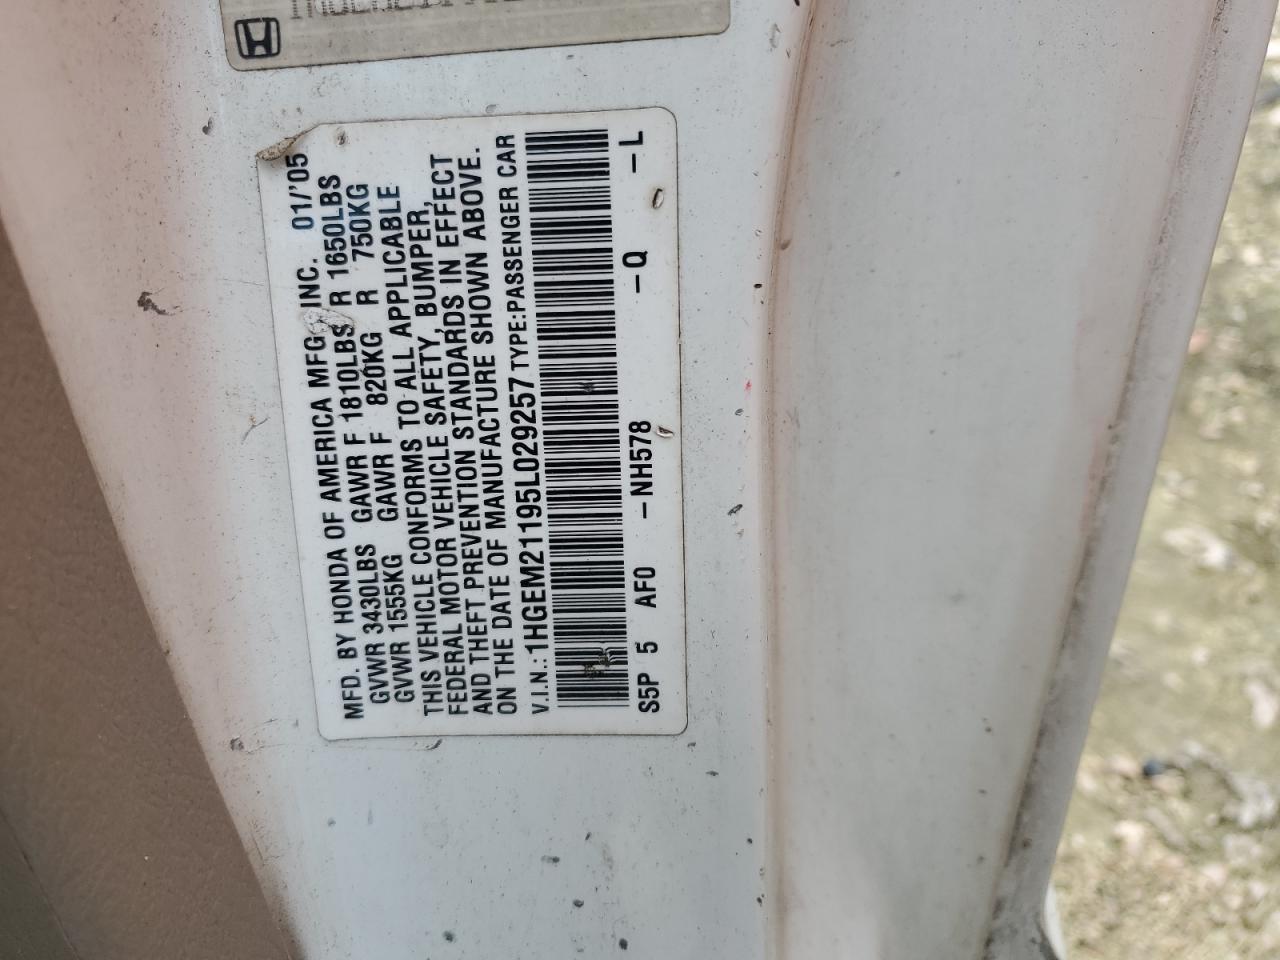 MFD. BY HONDA OF AMERICA MFG., INC. 01/'05
GVWR 3430LBS GAWR F 1810LBS R 1650LBS
GVWR 1555KG GAWR F 820KG R 750KG
THIS VEHICLE CONFORMS TO ALL APPLICABLE
FEDERAL MOTOR VEHICLE SAFETY, BUMPER,
AND THEFT PREVENTION STANDARDS IN EFFECT
ON THE DATE OF MANUFACTURE SHOWN ABOVE.
V.I.N.: 1HGEM21195L029257 TYPE:PASSENGER CAR
S5P 5 AF0 -NH578 -Q -L